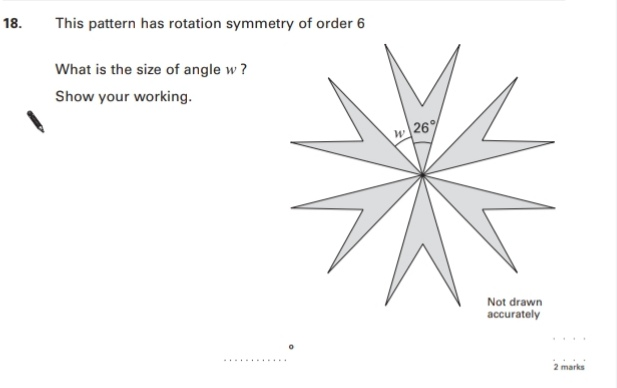 18. This pattern has rotation symmetry of order 6
What is the size of angle w ?
Show your working.
w 26°
Not drawn
accurately
............ °
2 marks